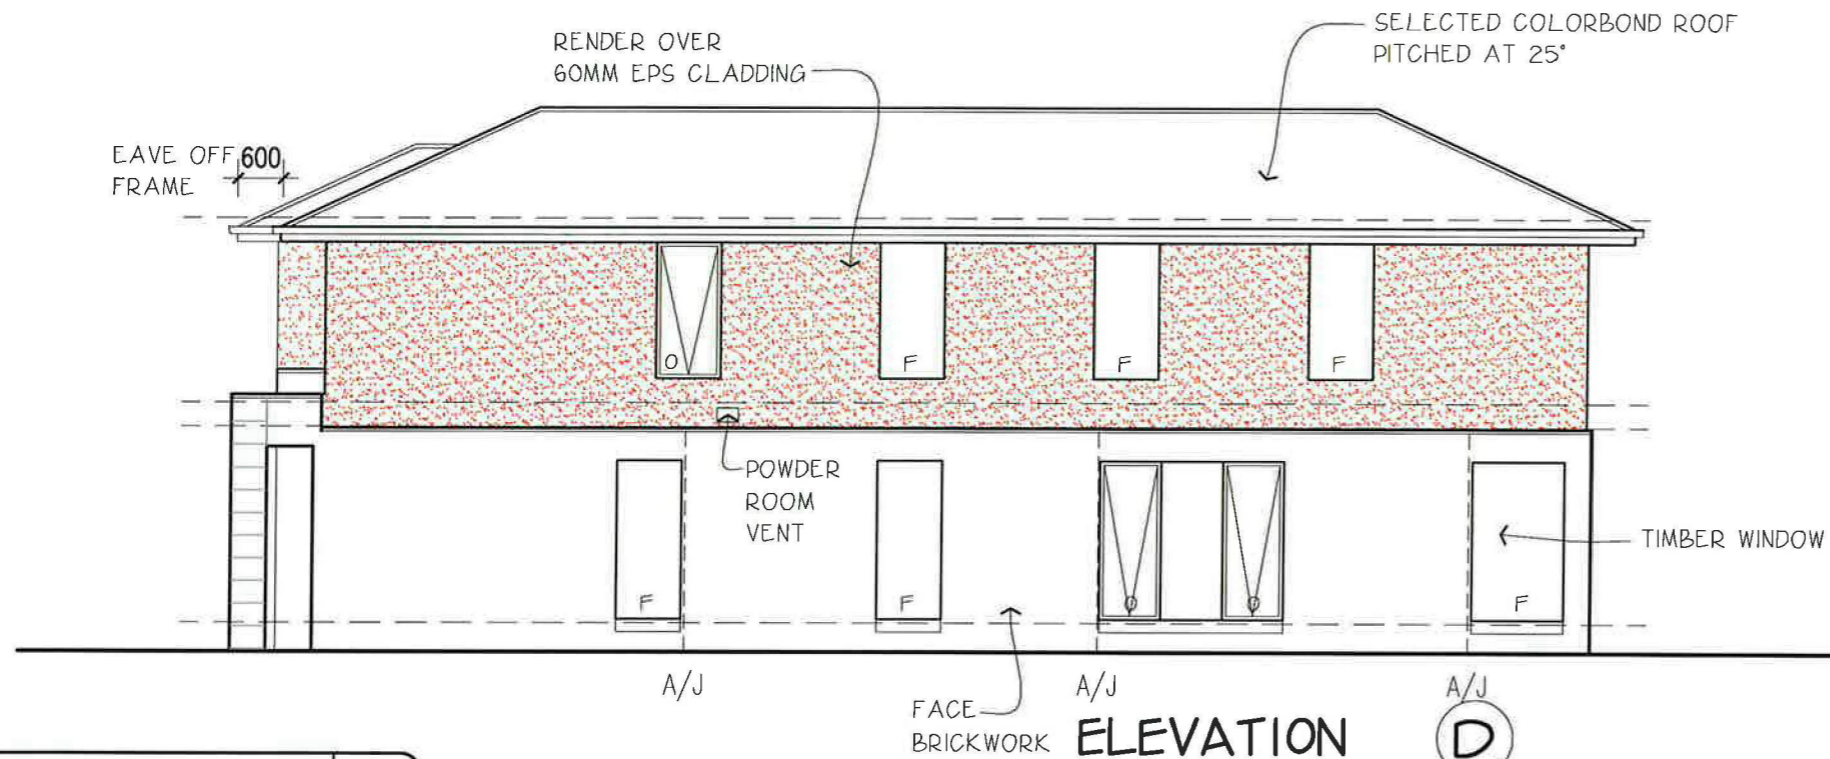 SELECTED COLORBOND ROOF
PITCHED AT 25°
RENDER OVER
60MM EPS CLADDING
EAVE OFF 600
FRAME
O
F
F
F
POWDER
ROOM
VENT
TIMBER WINDOW
F
F
O
O
F
A/J
A/J
A/J
FACE
BRICKWORK
ELEVATION D